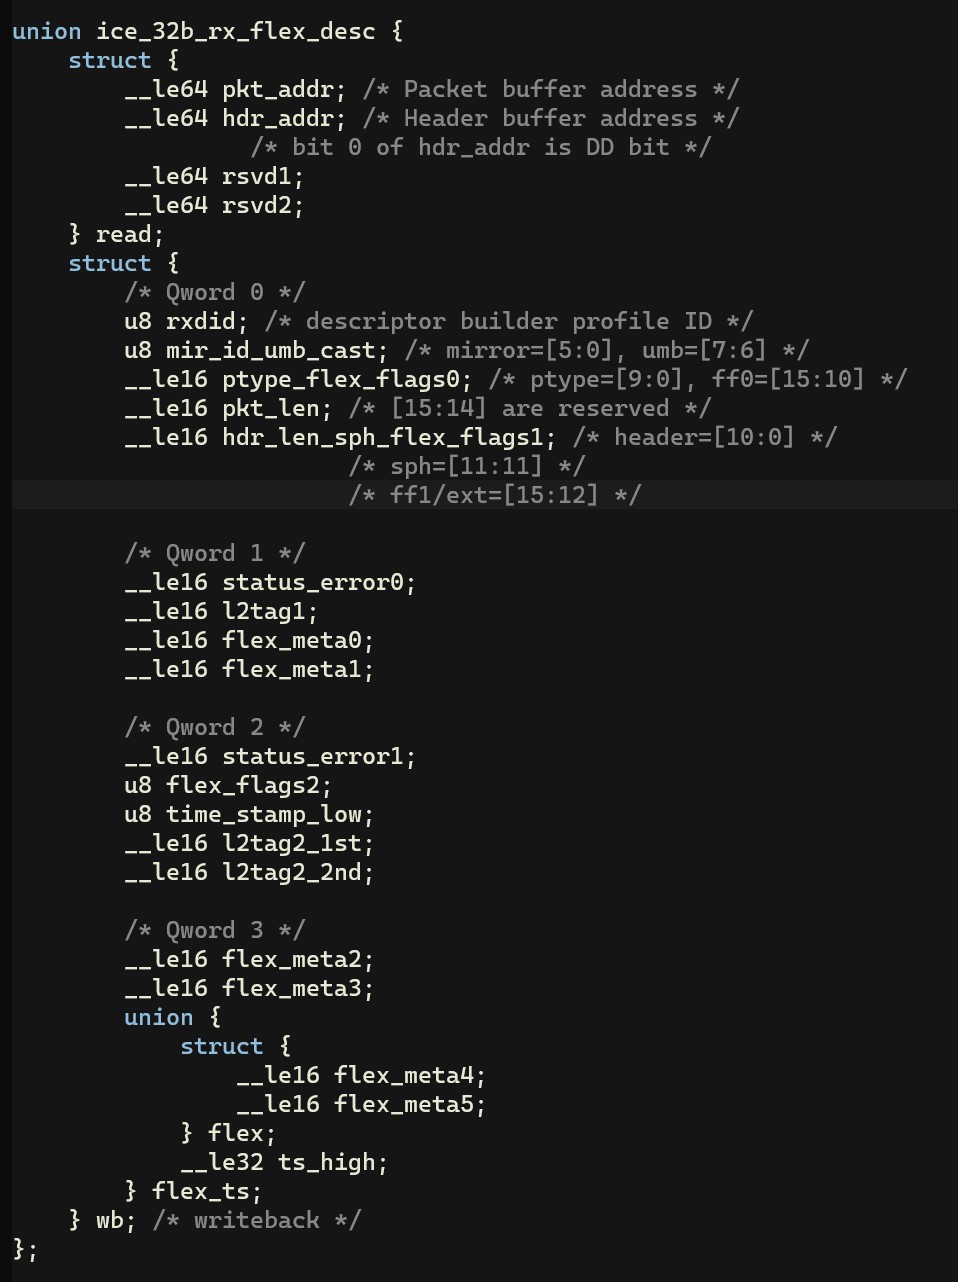 union ice_32b_rx_flex_desc {
    struct {
        __le64 pkt_addr; /* Packet buffer address */
        __le64 hdr_addr; /* Header buffer address */
                 /* bit 0 of hdr_addr is DD bit */
        __le64 rsvd1;
        __le64 rsvd2;
    } read;
    struct {
        /* Qword 0 */
        u8 rxdid; /* descriptor builder profile ID */
        u8 mir_id_umb_cast; /* mirror=[5:0], umb=[7:6] */
        __le16 ptype_flex_flags0; /* ptype=[9:0], ff0=[15:10] */
        __le16 pkt_len; /* [15:14] are reserved */
        __le16 hdr_len_sph_flex_flags1; /* header=[10:0] */
                        /* sph=[11:11] */
                        /* ff1/ext=[15:12] */

        /* Qword 1 */
        __le16 status_error0;
        __le16 l2tag1;
        __le16 flex_meta0;
        __le16 flex_meta1;

        /* Qword 2 */
        __le16 status_error1;
        u8 flex_flags2;
        u8 time_stamp_low;
        __le16 l2tag2_1st;
        __le16 l2tag2_2nd;

        /* Qword 3 */
        __le16 flex_meta2;
        __le16 flex_meta3;
        union {
            struct {
                __le16 flex_meta4;
                __le16 flex_meta5;
            } flex;
            __le32 ts_high;
        } flex_ts;
    } wb; /* writeback */
};